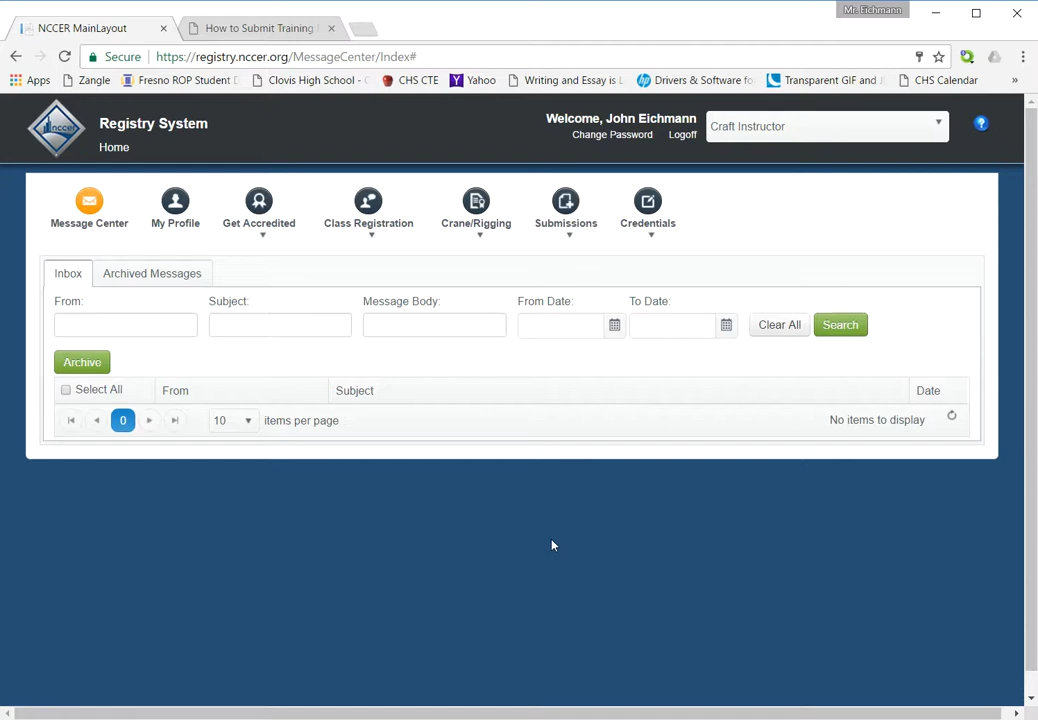 Mr. Eichmann
NCCER MainLayout
How to Submit Training
Secure
https://registry.nccer.org/MessageCenter/Index#
Apps
Zangle
Fresno ROP Student D
Clovis High School - C
CHS CTE
Yahoo
Writing and Essay is L
Drivers & Software fo
Transparent GIF and
CHS Calendar
»
nccer
Registry System
Home
Welcome, John Eichmann
Change Password Logoff
Craft Instructor
?
Message Center
My Profile
Get Accredited
Class Registration
Crane/Rigging
Submissions
Credentials
Inbox
Archived Messages
From:
Subject:
Message Body:
From Date:
To Date:
Clear All
Search
Archive
Select All
From
Subject
Date
0
10
items per page
No items to display